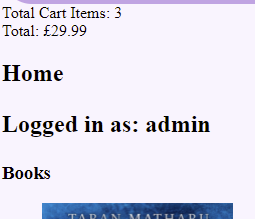 Total Cart Items: 3
Total: £29.99
Home
Logged in as: admin
Books
TARAN MATHARU